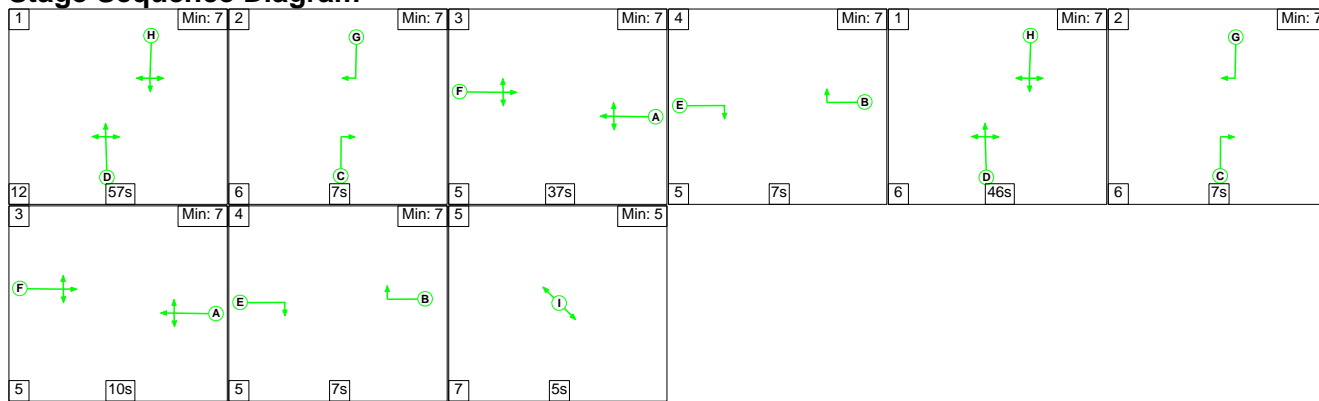 Stage Sequence Diagram
1 Min: 7 H D 12 57s
2 Min: 7 G C 6 7s
3 Min: 7 F A 5 37s
4 Min: 7 E B 5 7s
1 Min: 7 H D 6 46s
2 Min: 7 G C 6 7s
3 Min: 7 F A 5 10s
4 Min: 7 E B 5 7s
5 Min: 5 I 7 5s